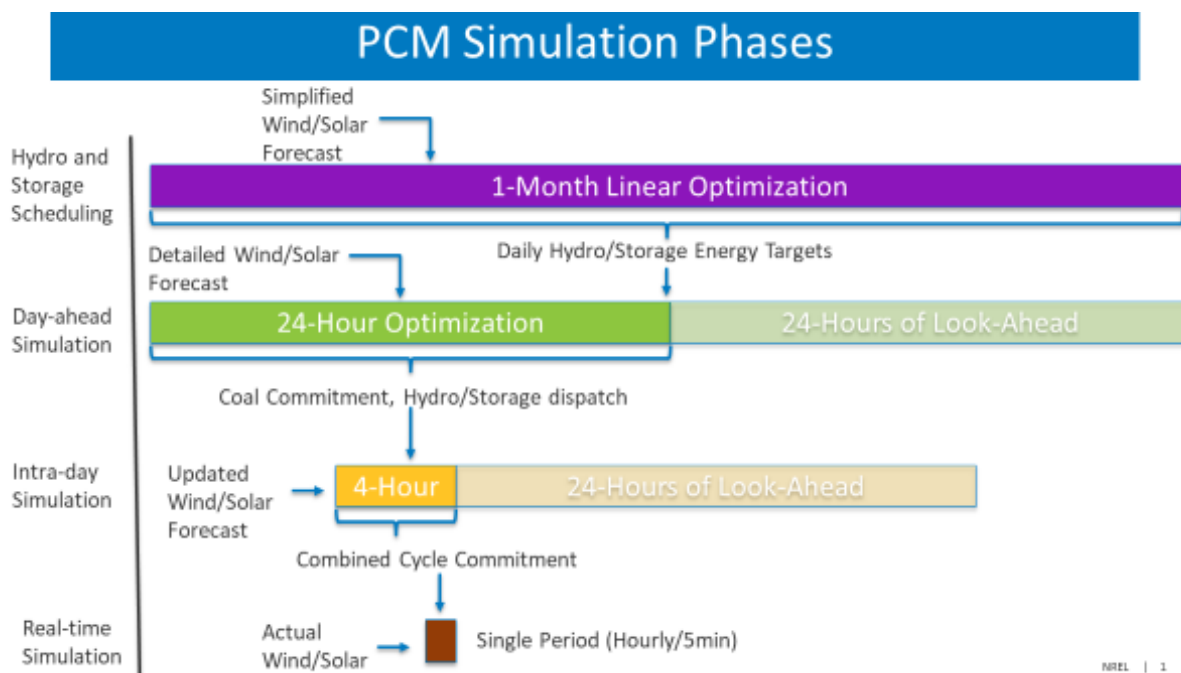 PCM Simulation Phases
Simplified
Wind/Solar
Forecast
Hydro and
Storage
Scheduling
1-Month Linear Optimization
Detailed Wind/Solar
Forecast
Daily Hydro/Storage Energy Targets
Day-ahead
Simulation
24-Hour Optimization
24-Hours of Look-Ahead
Coal Commitment, Hydro/Storage dispatch
Intra-day
Simulation
Updated
Wind/Solar
Forecast
4-Hour
24-Hours of Look-Ahead
Combined Cycle Commitment
Real-time
Simulation
Actual
Wind/Solar
Single Period (Hourly/5min)
NREL | 1